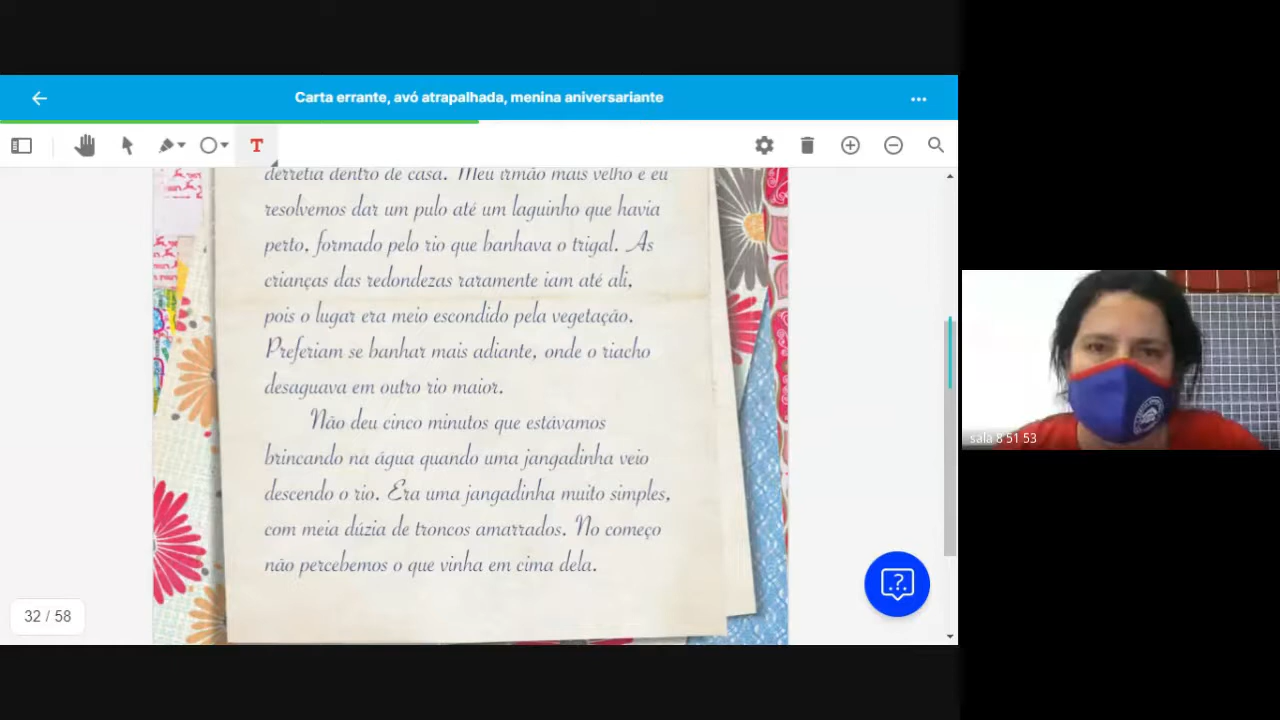 Carta errante, avó atrapalhada, menina aniversariante
T
derretia dentro de casa. Meu irmão mais velho e eu
resolvemos dar um pulo até um laguinho que havia
perto, formado pelo rio que banhava o trigal. As
crianças das redondezas raramente iam até ali,
pois o lugar era meio escondido pela vegetação.
Preferiam se banhar mais adiante, onde o riacho
desaguava em outro rio maior.
Não deu cinco minutos que estávamos
brincando na água quando uma jangadinha veio
descendo o rio. Era uma jangadinha muito simples,
com meia dúzia de troncos amarrados. No começo
não percebemos o que vinha em cima dela.
32 / 58
sala 8 51 53